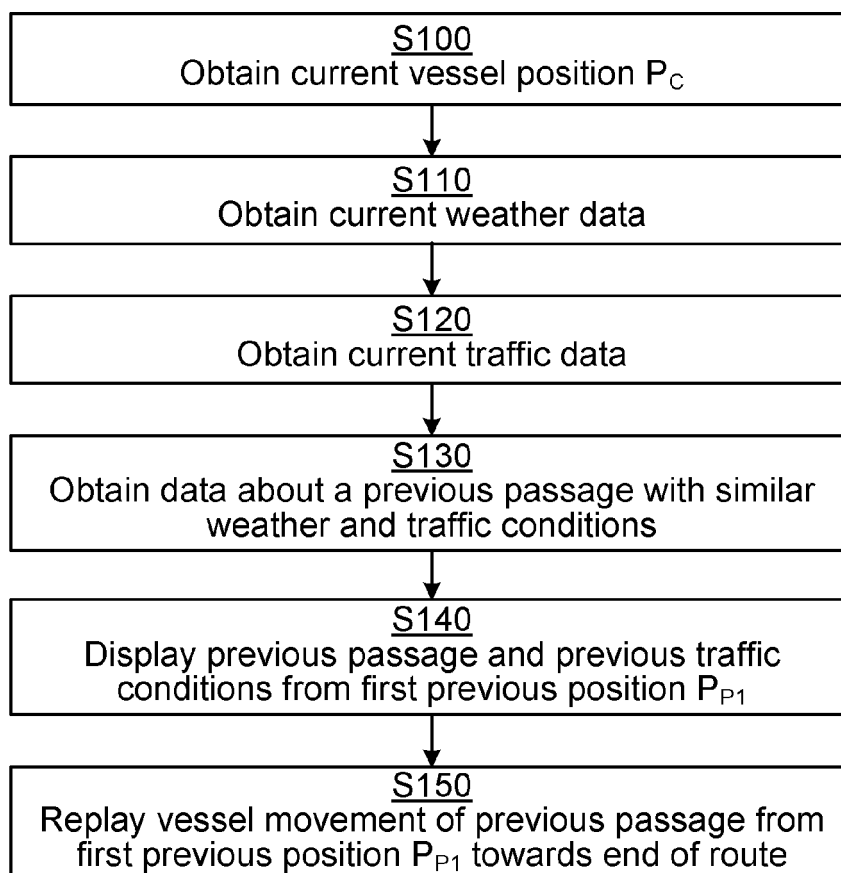 S100
Obtain current vessel position P_C
S110
Obtain current weather data
S120
Obtain current traffic data
S130
Obtain data about a previous passage with similar
weather and traffic conditions
S140
Display previous passage and previous traffic
conditions from first previous position P_P1
S150
Replay vessel movement of previous passage from
first previous position P_P1 towards end of route